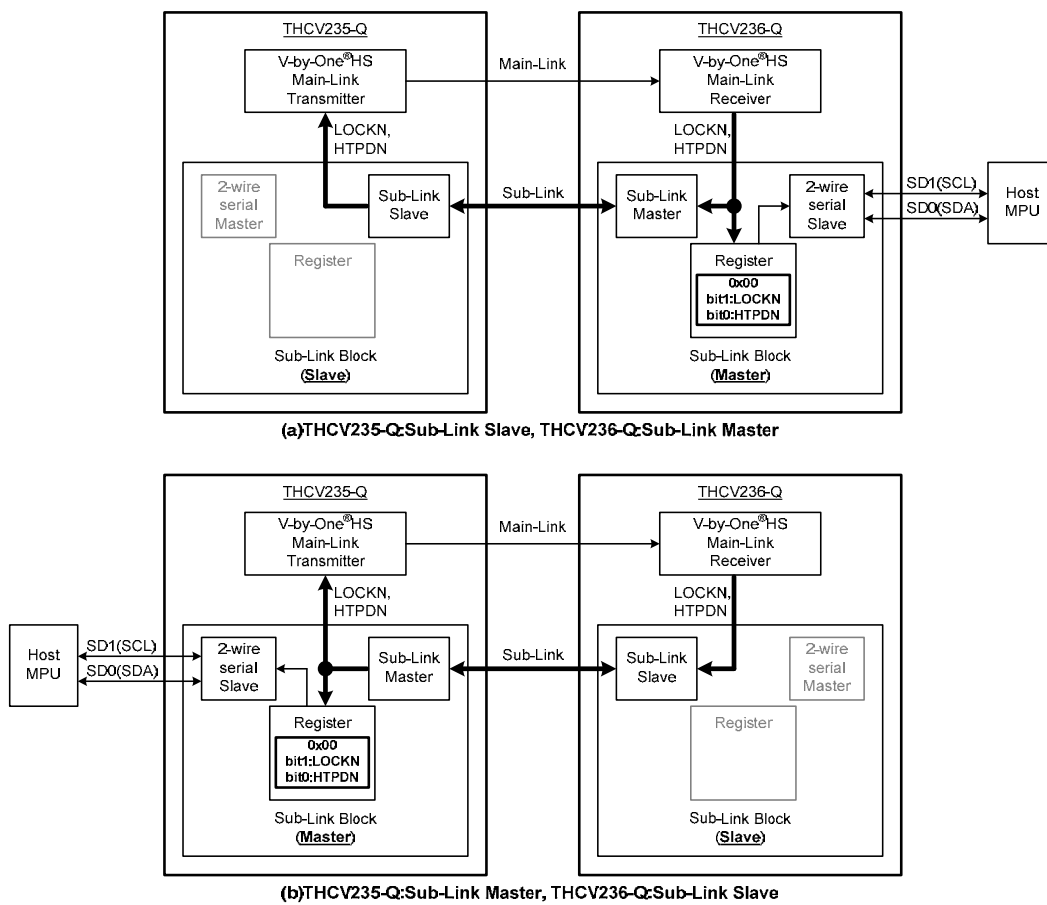 THCV235-Q
V-by-One®HS
Main-Link
Transmitter
Main-Link
THCV236-Q
V-by-One®HS
Main-Link
Receiver
LOCKN,
HTPDN
LOCKN,
HTPDN
2-wire
serial
Master
Sub-Link
Slave
Sub-Link
Sub-Link
Master
2-wire
serial
Slave
SD1(SCL)
SD0(SDA)
Host
MPU
Register
Register
0x00
bit1:LOCKN
bit0:HTPDN
Sub-Link Block
(Slave)
Sub-Link Block
(Master)
(a)THCV235-Q:Sub-Link Slave, THCV236-Q:Sub-Link Master
THCV235-Q
V-by-One®HS
Main-Link
Transmitter
Main-Link
THCV236-Q
V-by-One®HS
Main-Link
Receiver
LOCKN,
HTPDN
LOCKN,
HTPDN
Host
MPU
SD1(SCL)
SD0(SDA)
2-wire
serial
Slave
Sub-Link
Master
Sub-Link
Sub-Link
Slave
2-wire
serial
Master
Register
0x00
bit1:LOCKN
bit0:HTPDN
Register
Sub-Link Block
(Master)
Sub-Link Block
(Slave)
(b)THCV235-Q:Sub-Link Master, THCV236-Q:Sub-Link Slave